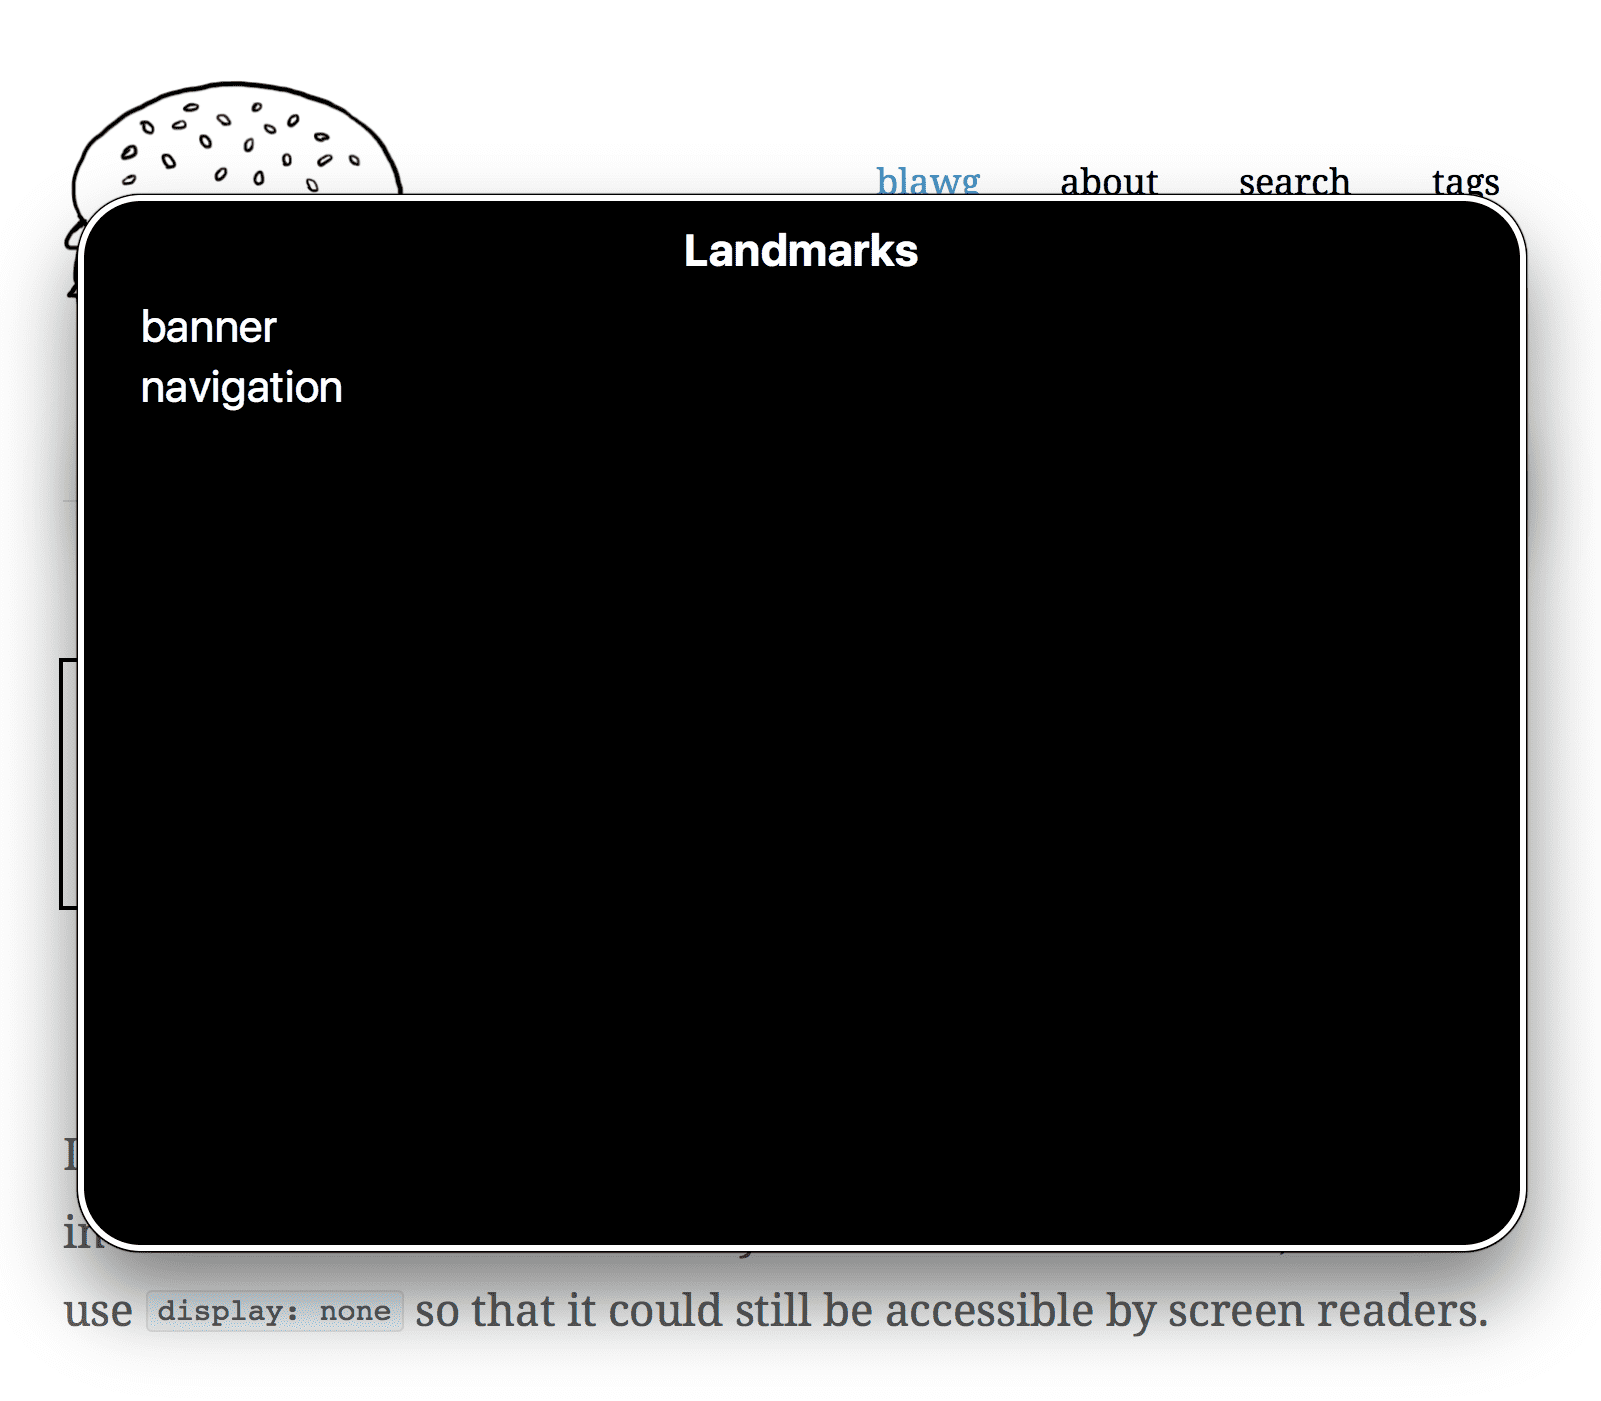 blawg about search tags
Landmarks
banner
navigation
use display: none so that it could still be accessible by screen readers.